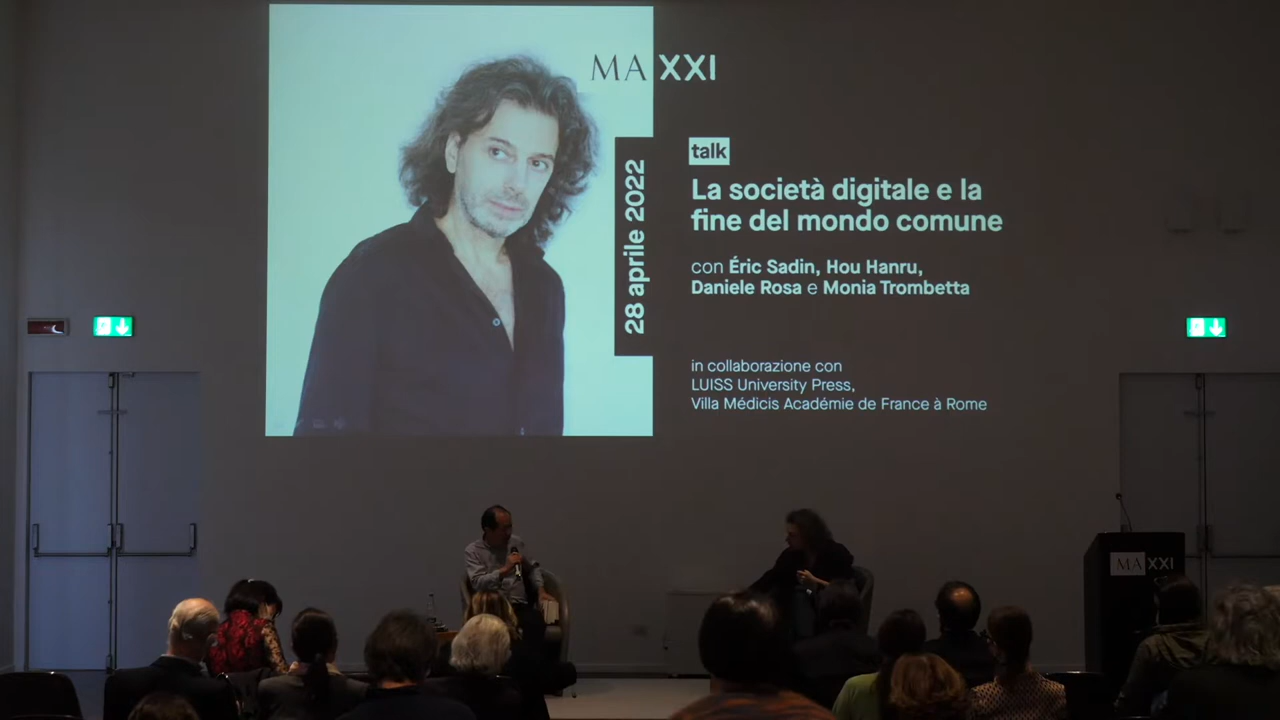 MAXXI
28 aprile 2022
talk
La società digitale e la
fine del mondo comune
con Éric Sadin, Hou Hanru,
Daniele Rosa e Monia Trombetta
in collaborazione con
LUISS University Press,
Villa Médicis Académie de France à Rome
MAXXI